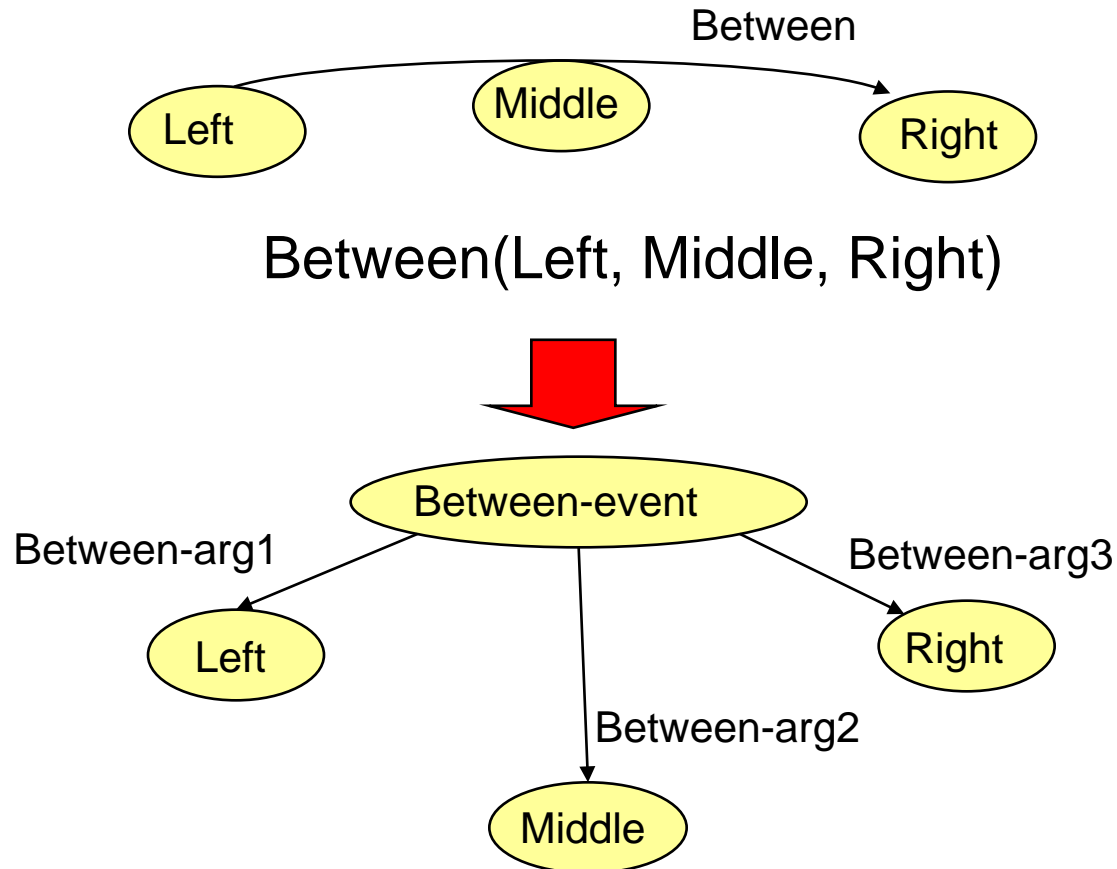 Between
Left
Middle
Right
Between(Left, Middle, Right)
Between-event
Between-arg1
Between-arg3
Left
Right
Between-arg2
Middle